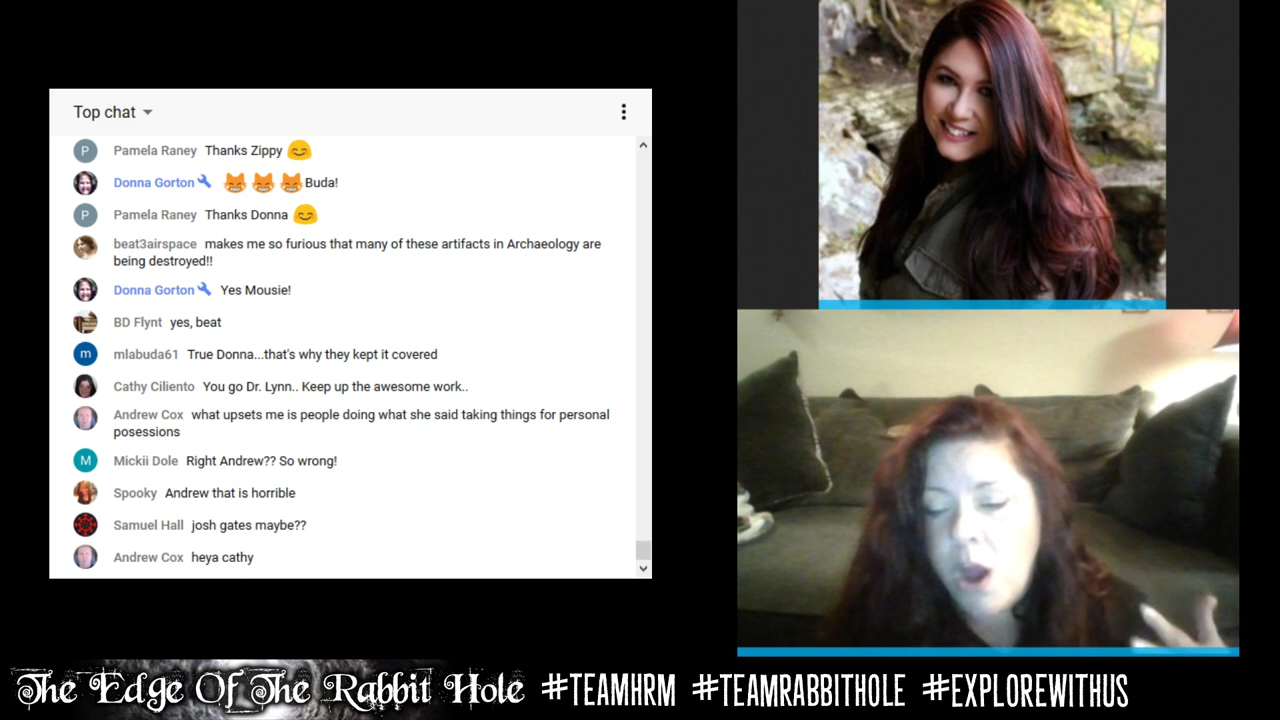 Top chat
P Pamela Raney Thanks Zippy 😊
Donna Gorton 😹 😹 😹 Buda!
P Pamela Raney Thanks Donna 😊
beat3airspace makes me so furious that many of these artifacts in Archaeology are
being destroyed!!
Donna Gorton Yes Mousie!
BD Flynt yes, beat
m mlabuda61 True Donna...that's why they kept it covered
Cathy Ciliento You go Dr. Lynn.. Keep up the awesome work..
Andrew Cox what upsets me is people doing what she said taking things for personal
posessions
M Mickii Dole Right Andrew?? So wrong!
Spooky Andrew that is horrible
Samuel Hall josh gates maybe??
Andrew Cox heya cathy
The Edge Of The Rabbit Hole #TEAMHRM #TEAMRABBITHOLE #EXPLOREWITHUS